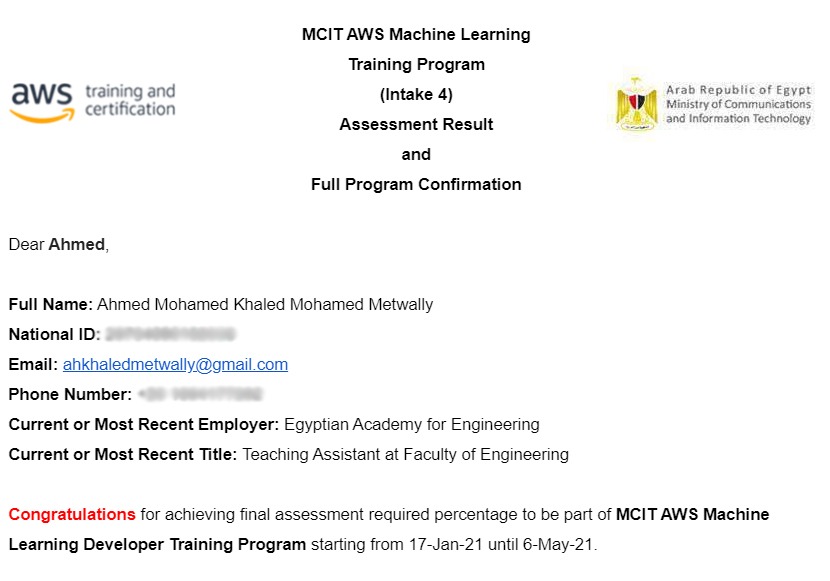 MCIT AWS Machine Learning
Training Program
(Intake 4)
Assessment Result
and
Full Program Confirmation
aws training and
certification
Arab Republic of Egypt
Ministry of Communications
and Information Technology
Dear Ahmed,
Full Name: Ahmed Mohamed Khaled Mohamed Metwally
National ID:
Email: ahkhaledmetwally@gmail.com
Phone Number:
Current or Most Recent Employer: Egyptian Academy for Engineering
Current or Most Recent Title: Teaching Assistant at Faculty of Engineering
Congratulations for achieving final assessment required percentage to be part of MCIT AWS Machine
Learning Developer Training Program starting from 17-Jan-21 until 6-May-21.